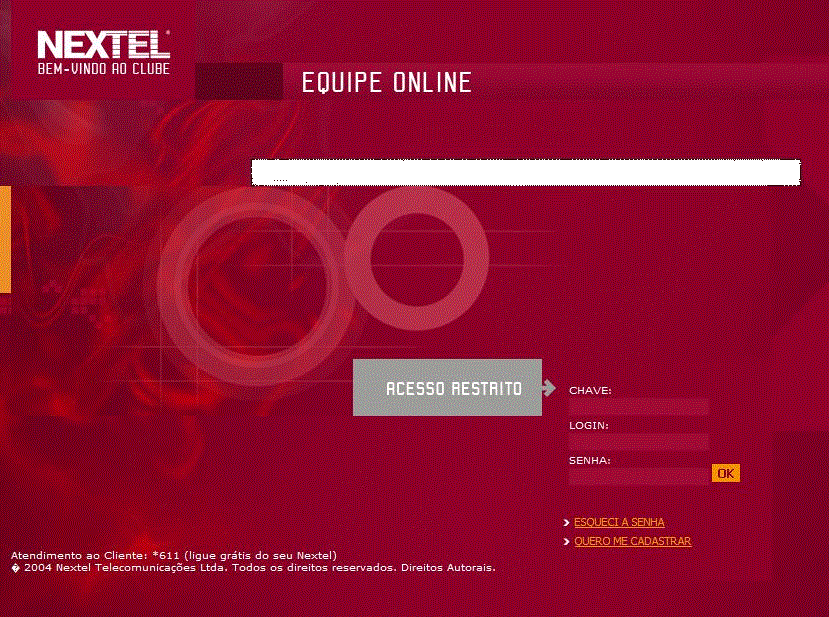 NEXTEL®
BEM-VINDO AO CLUBE
EQUIPE ONLINE
.....
ACESSO RESTRITO
CHAVE:
LOGIN:
SENHA:
OK
ESQUECI A SENHA
QUERO ME CADASTRAR
Atendimento ao Cliente: *611 (ligue grátis do seu Nextel)
� 2004 Nextel Telecomunicações Ltda. Todos os direitos reservados. Direitos Autorais.